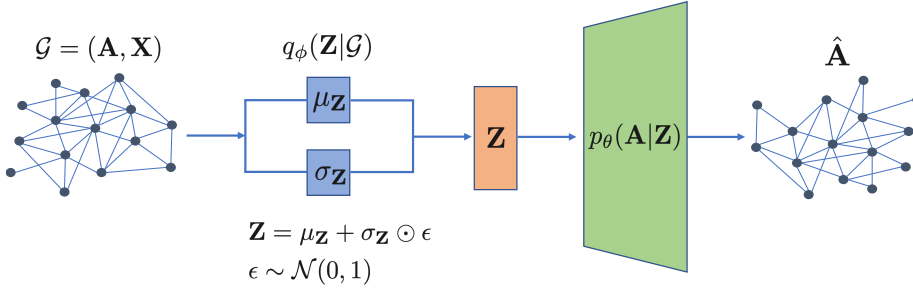 𝒢 = (𝐀, 𝐗)
q_ϕ(𝐙|𝒢)
μ_𝐙
σ_𝐙
𝐙 = μ_𝐙 + σ_𝐙 ⊙ ϵ
ϵ ∼ 𝒩(0, 1)
𝐙
p_θ(𝐀|𝐙)
𝐀̂